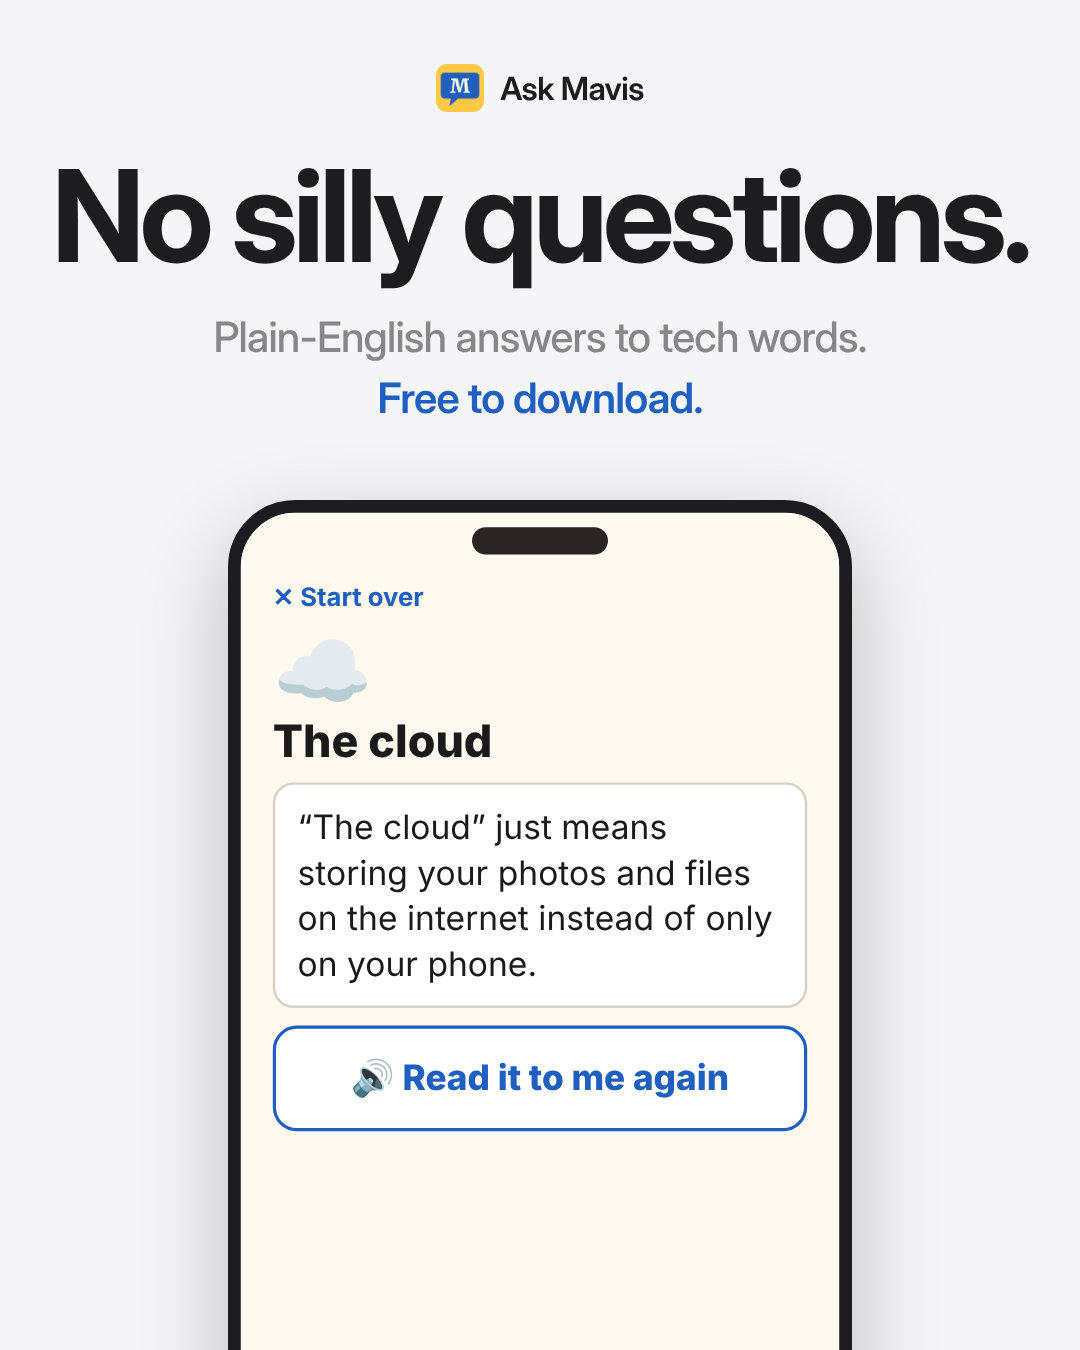 M
Ask Mavis
No silly questions.
Plain-English answers to tech words.
Free to download.
✕ Start over
The cloud
“The cloud” just means
storing your photos and files
on the internet instead of only
on your phone.
Read it to me again